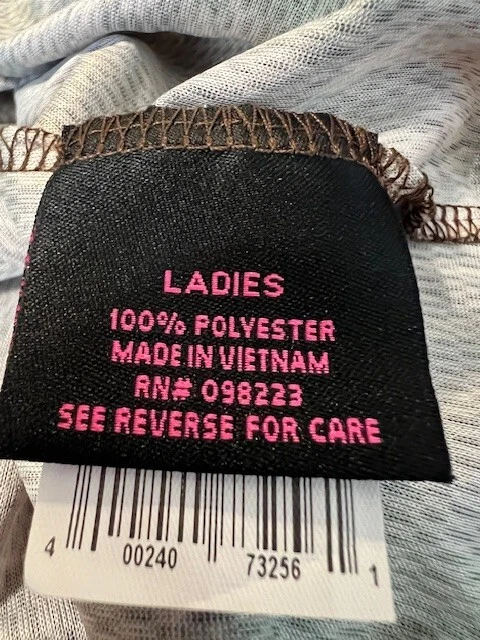 LADIES
100% POLYESTER
MADE IN VIETNAM
RN# 098223
SEE REVERSE FOR CARE
4 00240 73256 1